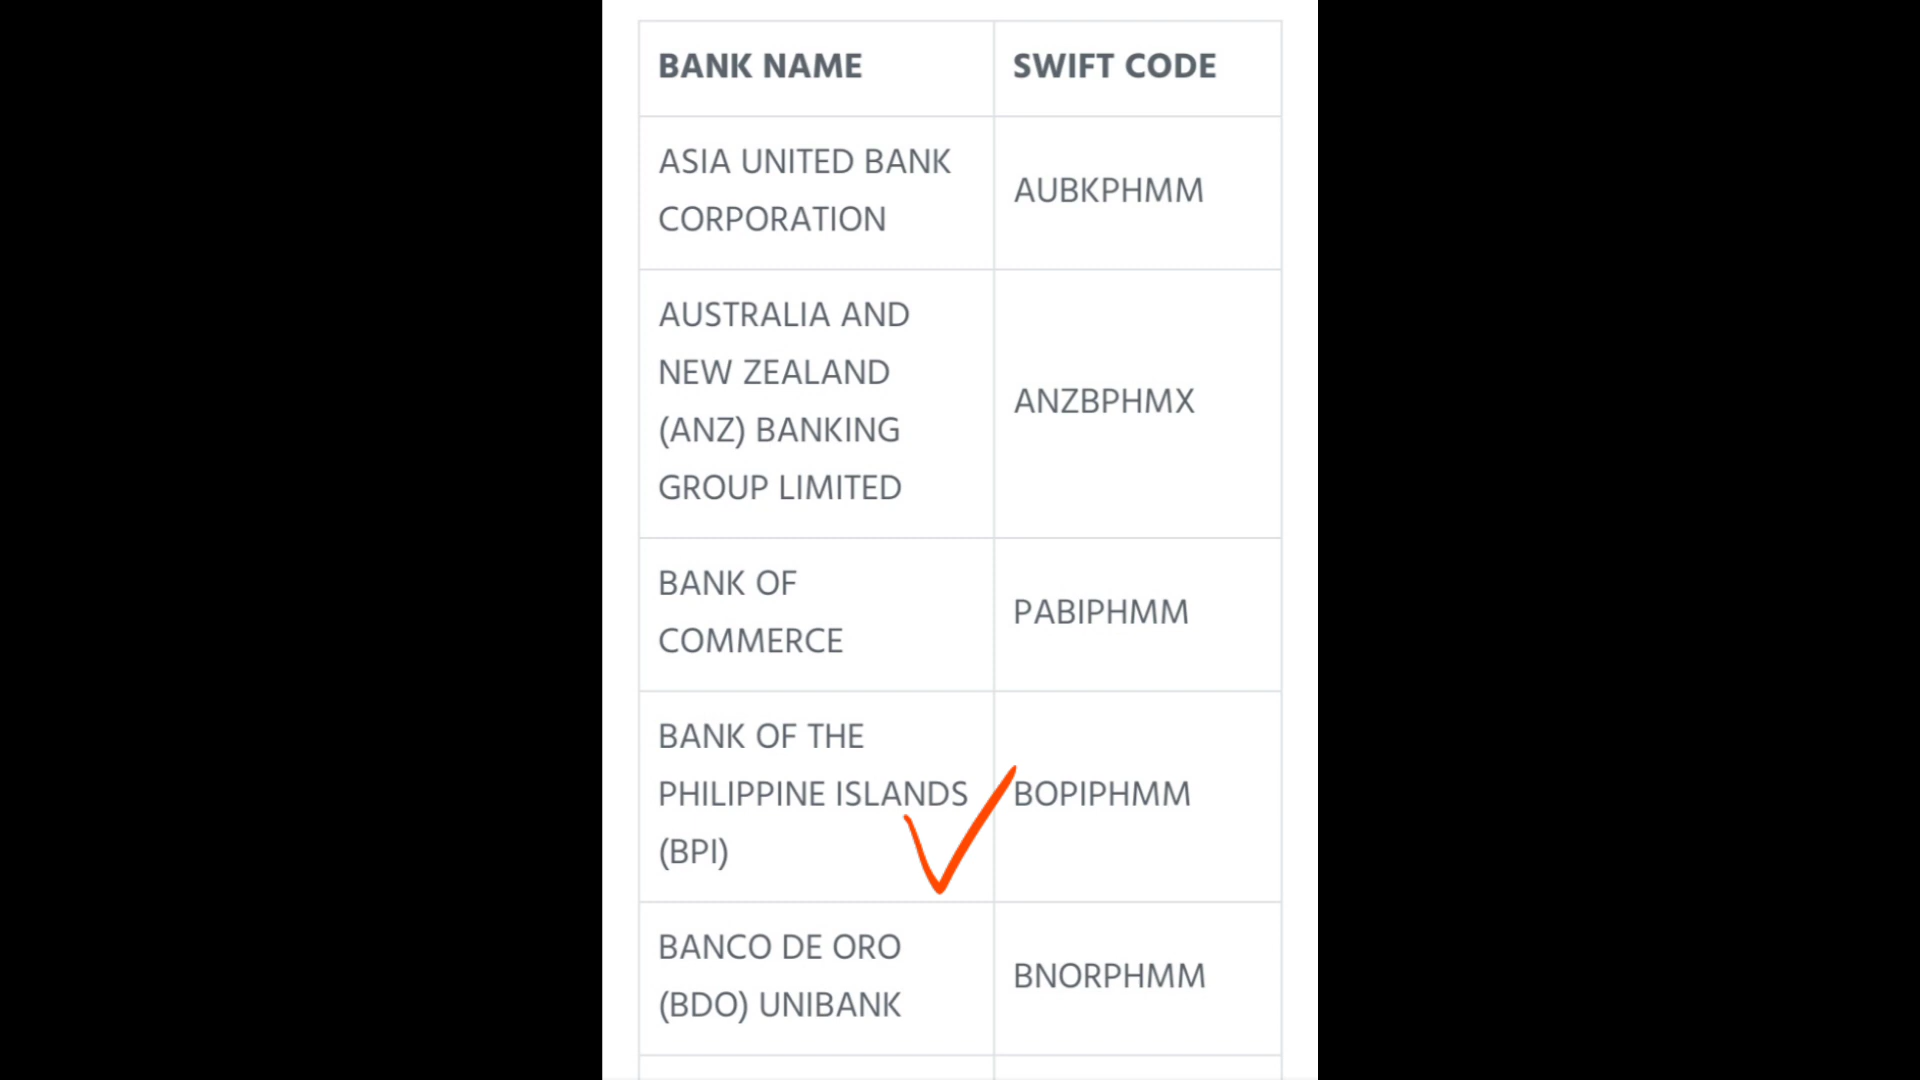 BANK NAME SWIFT CODE
ASIA UNITED BANK
CORPORATION
AUBKPHMM
AUSTRALIA AND
NEW ZEALAND
(ANZ) BANKING
GROUP LIMITED
ANZBPHMX
BANK OF
COMMERCE
PABIPHMM
BANK OF THE
PHILIPPINE ISLANDS
(BPI)
BOPIPHMM
BANCO DE ORO
(BDO) UNIBANK
BNORPHMM